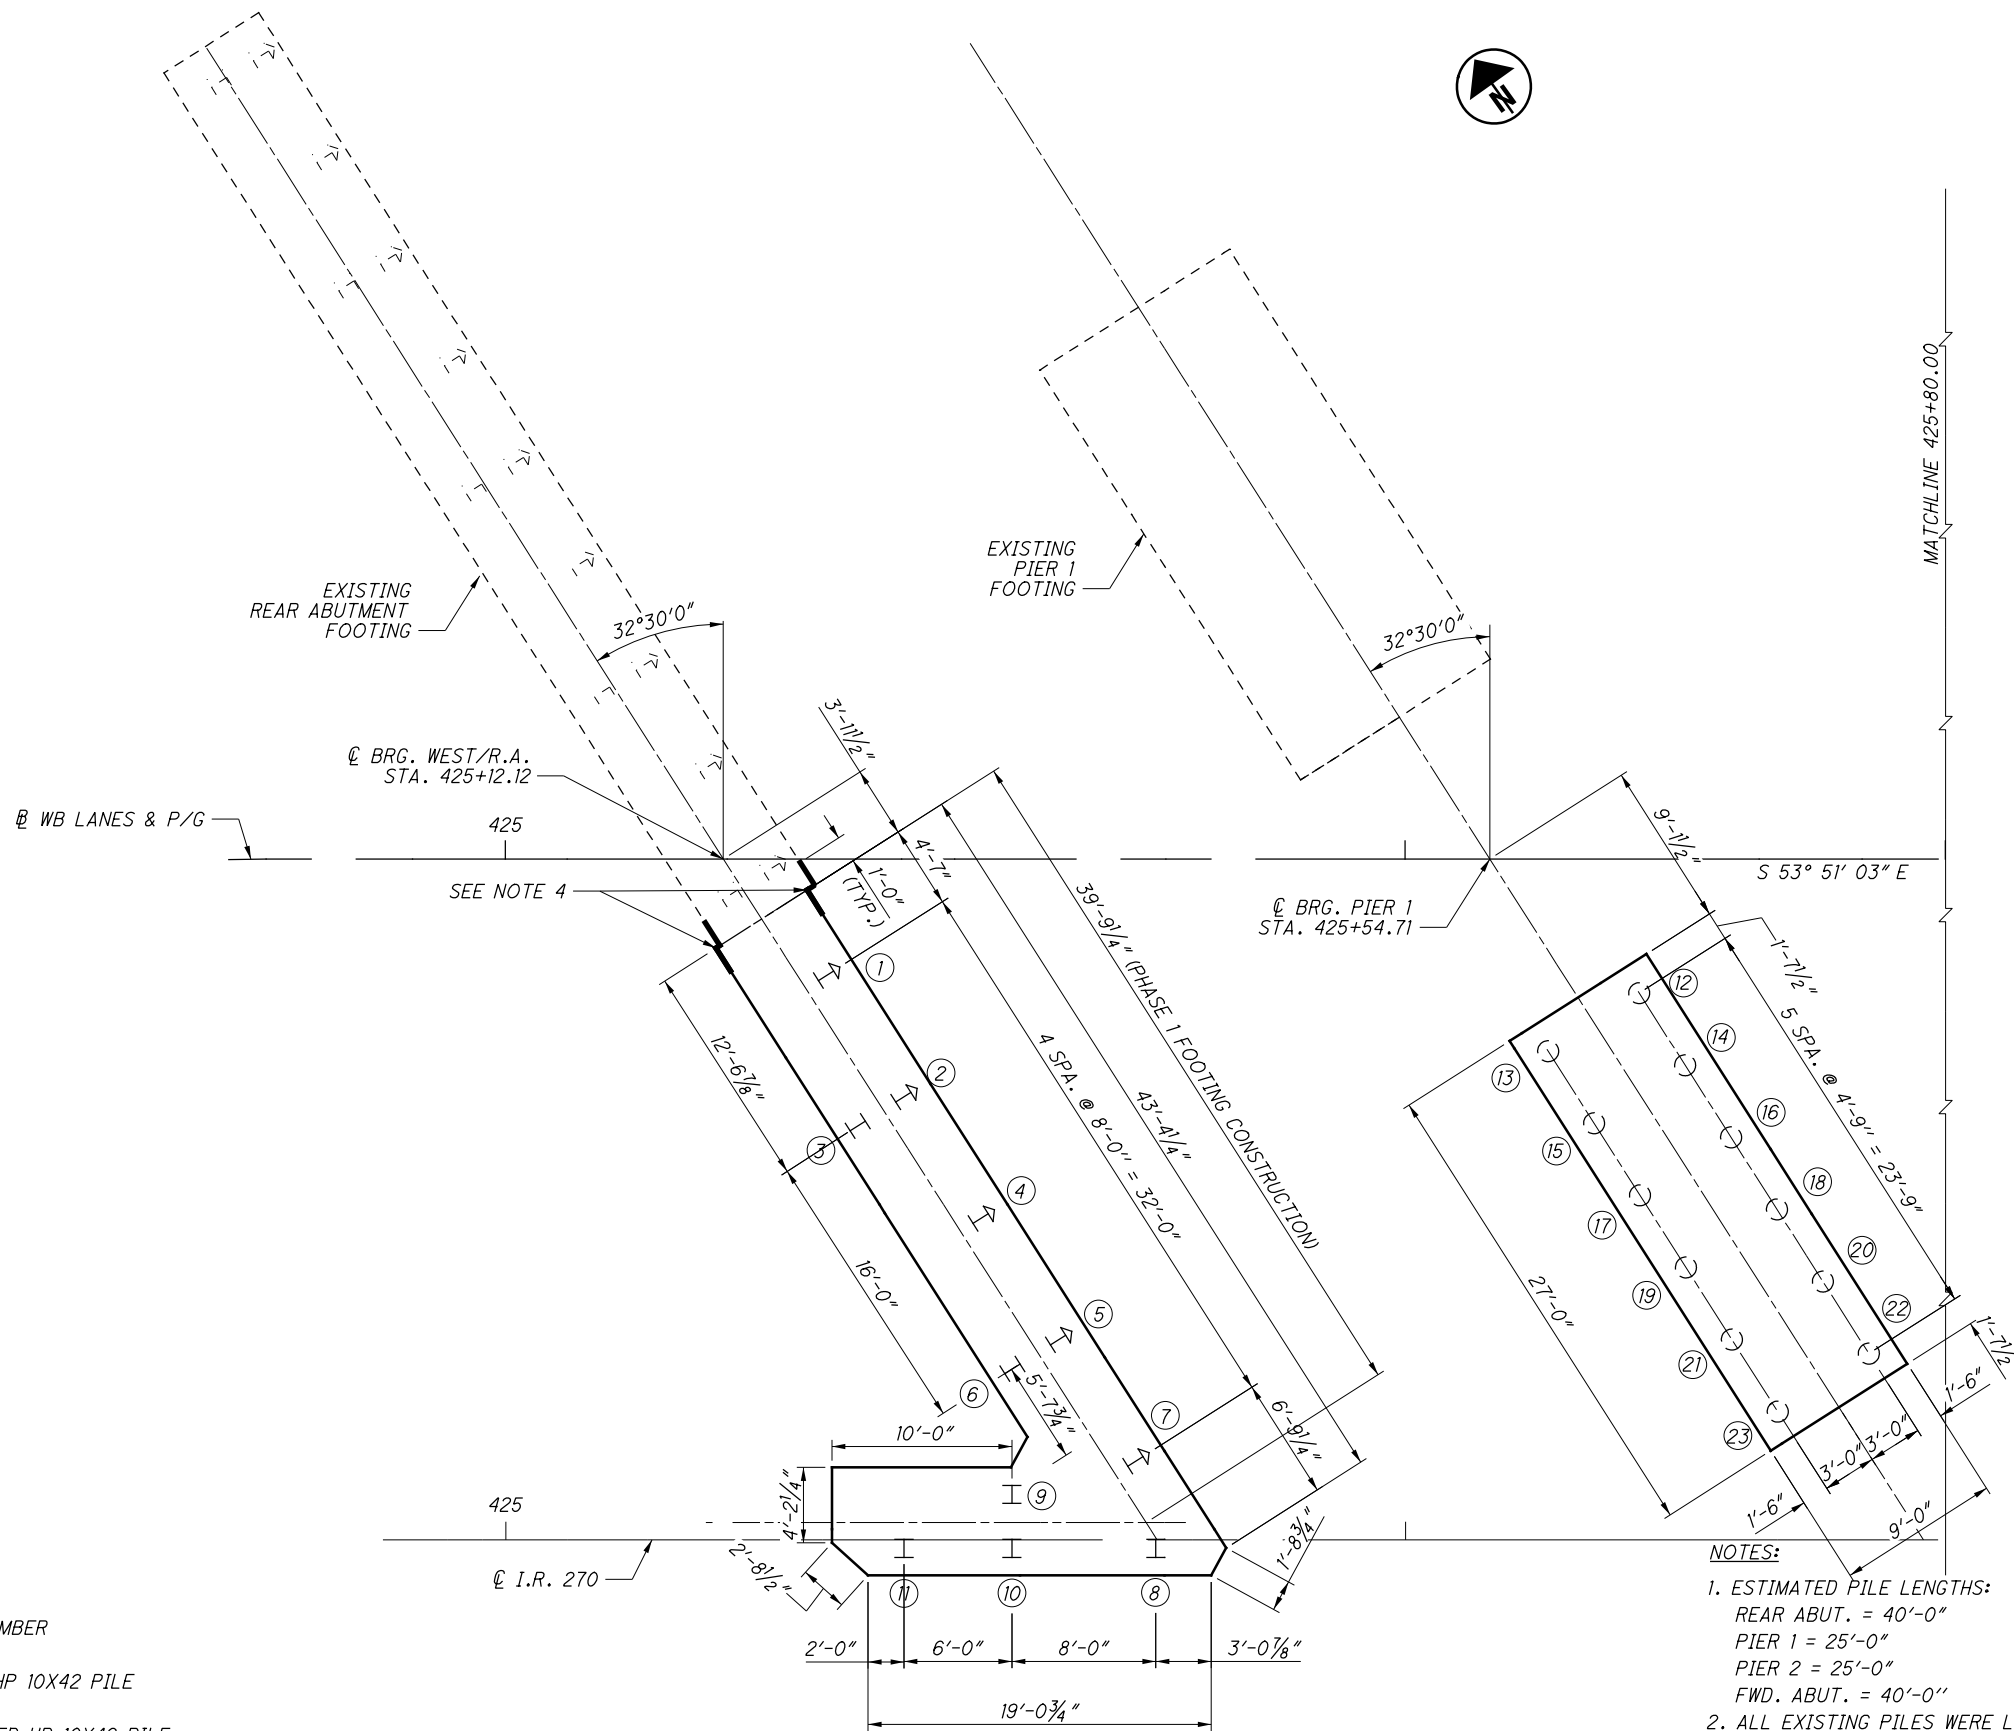 N
MATCHLINE 425+80.00
EXISTING
PIER 1
FOOTING
EXISTING
REAR ABUTMENT
FOOTING
32°30'0"
32°30'0"
3'-11½"
℄ BRG. WEST/R.A.
STA. 425+12.12
℄ WB LANES & P/G
425
9'-1½"
S 53° 51' 03" E
SEE NOTE 4
4'-7"
1'-0"
(TYP.)
39'-9¼" (PHASE 1 FOOTING CONSTRUCTION)
℄ BRG. PIER 1
STA. 425+54.71
1'-7½"
1
12
5 SPA. @ 4'-9" = 23'-9"
14
13
12'-6⅞"
2
4 SPA. @ 8'-0" = 32'-0"
43'-4¼"
16
3
15
4
18
17
16'-0"
20
19
27'-0"
5
22
1'-7½"
21
6
5'-7¾"
1'-6"
7
6'-9¼"
10'-0"
23
3'-0"
3'-0"
4'-2¼"
9
425
1'-6"
9'-0"
2'-8½"
1'-8¾"
℄ I.R. 270
11
10
8
2'-0"
6'-0"
8'-0"
3'-0⅞"
19'-0¾"
MBER
HP 10X42 PILE
NOTES:
1. ESTIMATED PILE LENGTHS:
REAR ABUT. = 40'-0"
PIER 1 = 25'-0"
PIER 2 = 25'-0"
FWD. ABUT. = 40'-0"
2. ALL EXISTING PILES WERE L